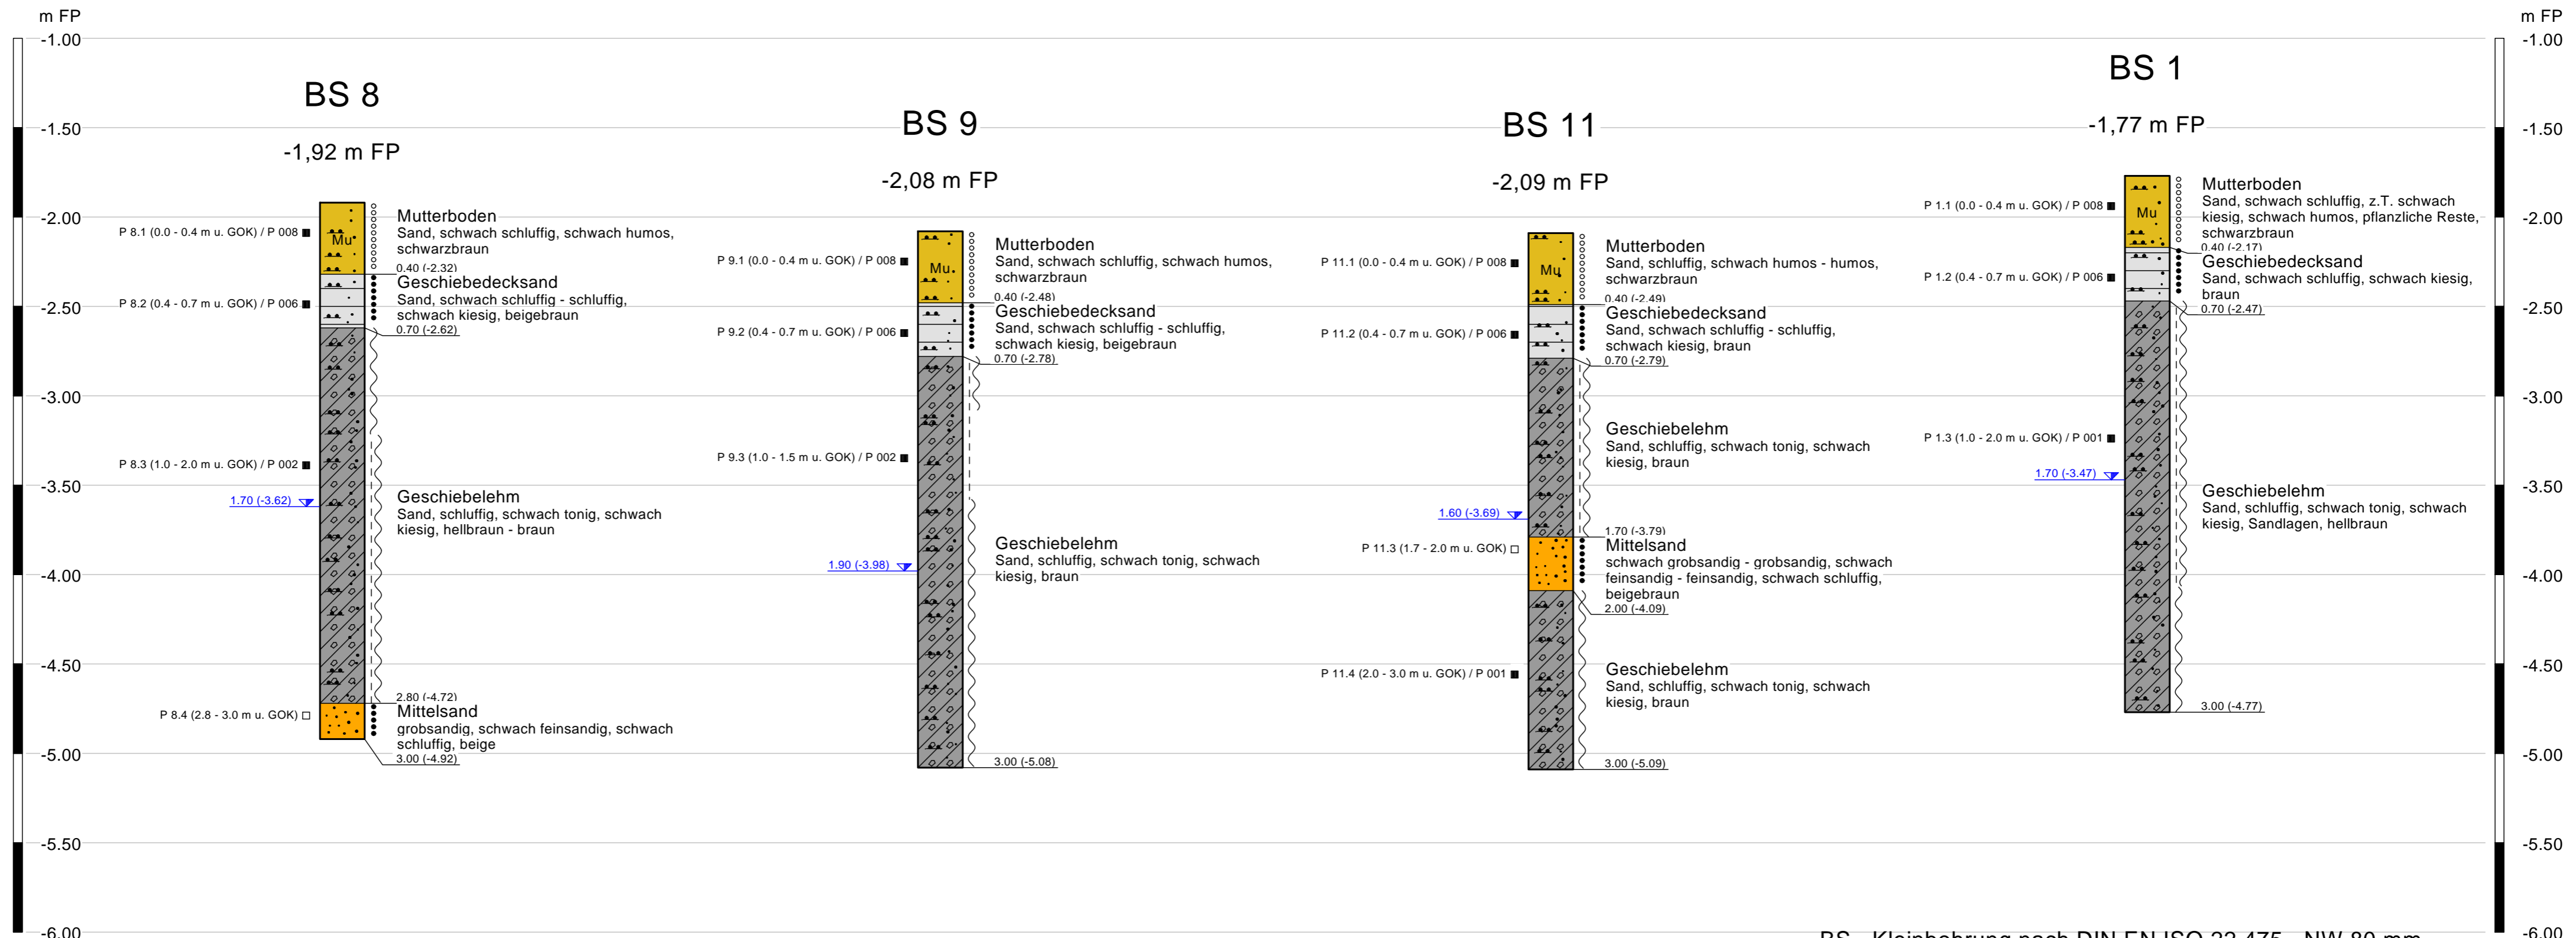 m FP
m FP
-1.00
-1.50
-2.00
-2.50
-3.00
-3.50
-4.00
-4.50
-5.00
-5.50
-6.00
BS 8
-1,92 m FP
P 8.1 (0.0 - 0.4 m u. GOK) / P 008
P 8.2 (0.4 - 0.7 m u. GOK) / P 006
P 8.3 (1.0 - 2.0 m u. GOK) / P 002
1.70 (-3.62)
P 8.4 (2.8 - 3.0 m u. GOK)
Mu
Mutterboden
Sand, schwach schluffig, schwach humos,
schwarzbraun
0.40 (-2.32)
Geschiebedecksand
Sand, schwach schluffig - schluffig,
schwach kiesig, beigebraun
0.70 (-2.62)
Geschiebelehm
Sand, schluffig, schwach tonig, schwach
kiesig, hellbraun - braun
2.80 (-4.72)
Mittelsand
grobsandig, schwach feinsandig, schwach
schluffig, beige
3.00 (-4.92)
BS 9
-2,08 m FP
P 9.1 (0.0 - 0.4 m u. GOK) / P 008
P 9.2 (0.4 - 0.7 m u. GOK) / P 006
P 9.3 (1.0 - 1.5 m u. GOK) / P 002
1.90 (-3.98)
Mu
Mutterboden
Sand, schwach schluffig, schwach humos,
schwarzbraun
0.40 (-2.48)
Geschiebedecksand
Sand, schwach schluffig - schluffig,
schwach kiesig, beigebraun
0.70 (-2.78)
Geschiebelehm
Sand, schluffig, schwach tonig, schwach
kiesig, braun
3.00 (-5.08)
BS 11
-2,09 m FP
P 11.1 (0.0 - 0.4 m u. GOK) / P 008
P 11.2 (0.4 - 0.7 m u. GOK) / P 006
1.60 (-3.69)
P 11.3 (1.7 - 2.0 m u. GOK)
P 11.4 (2.0 - 3.0 m u. GOK) / P 001
Mu
Mutterboden
Sand, schluffig, schwach humos - humos,
schwarzbraun
0.40 (-2.49)
Geschiebedecksand
Sand, schwach schluffig - schluffig,
schwach kiesig, braun
0.70 (-2.79)
Geschiebelehm
Sand, schluffig, schwach tonig, schwach
kiesig, braun
1.70 (-3.79)
Mittelsand
schwach grobsandig - grobsandig, schwach
feinsandig - feinsandig, schwach schluffig,
beigebraun
2.00 (-4.09)
Geschiebelehm
Sand, schluffig, schwach tonig, schwach
kiesig, braun
3.00 (-5.09)
BS 1
-1,77 m FP
P 1.1 (0.0 - 0.4 m u. GOK) / P 008
P 1.2 (0.4 - 0.7 m u. GOK) / P 006
P 1.3 (1.0 - 2.0 m u. GOK) / P 001
1.70 (-3.47)
Mu
Mutterboden
Sand, schwach schluffig, z.T. schwach
kiesig, schwach humos, pflanzliche Reste,
schwarzbraun
0.40 (-2.17)
Geschiebedecksand
Sand, schwach schluffig, schwach kiesig,
braun
0.70 (-2.47)
Geschiebelehm
Sand, schluffig, schwach tonig, schwach
kiesig, Sandlagen, hellbraun
3.00 (-4.77)
-1.00
-1.50
-2.00
-2.50
-3.00
-3.50
-4.00
-4.50
-5.00
-5.50
-6.00
BS - Kleinbohrung nach DIN EN ISO 22 475 - NW 80 mm